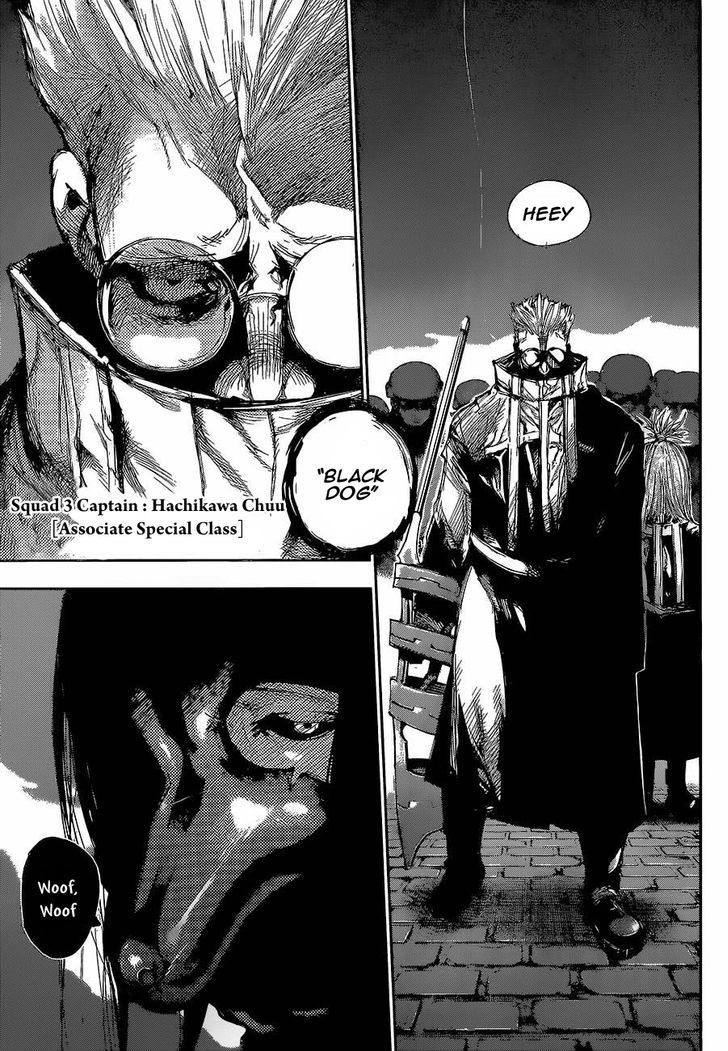 HEEY
"BLACK
DOG"
Squad 3 Captain : Hachikawa Chuu
[Associate Special Class]
Woof,
Woof